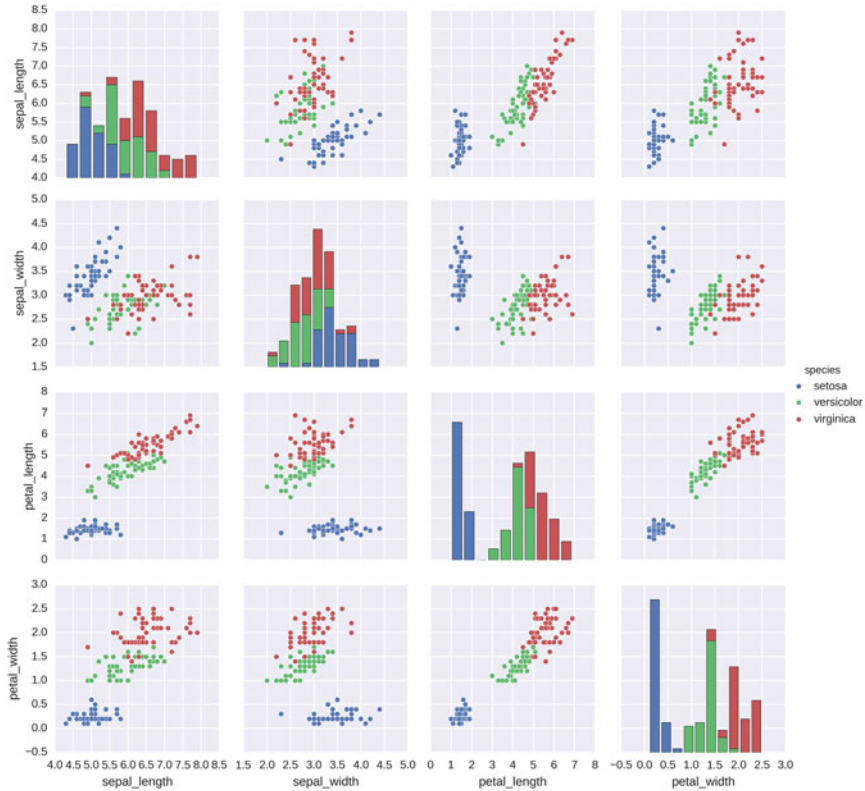 8.5
8.0
7.5
7.0
6.5
6.0
5.5
5.0
4.5
4.0
sepal_length
5.0
4.5
4.0
3.5
3.0
2.5
2.0
1.5
sepal_width
8
7
6
5
4
3
2
1
0
petal_length
3.0
2.5
2.0
1.5
1.0
0.5
0.0
−0.5
petal_width
4.0 4.5 5.0 5.5 6.0 6.5 7.0 7.5 8.0 8.5
sepal_length
1.5 2.0 2.5 3.0 3.5 4.0 4.5 5.0
sepal_width
0 1 2 3 4 5 6 7 8
petal_length
−0.5 0.0 0.5 1.0 1.5 2.0 2.5 3.0
petal_width
species
setosa
versicolor
virginica